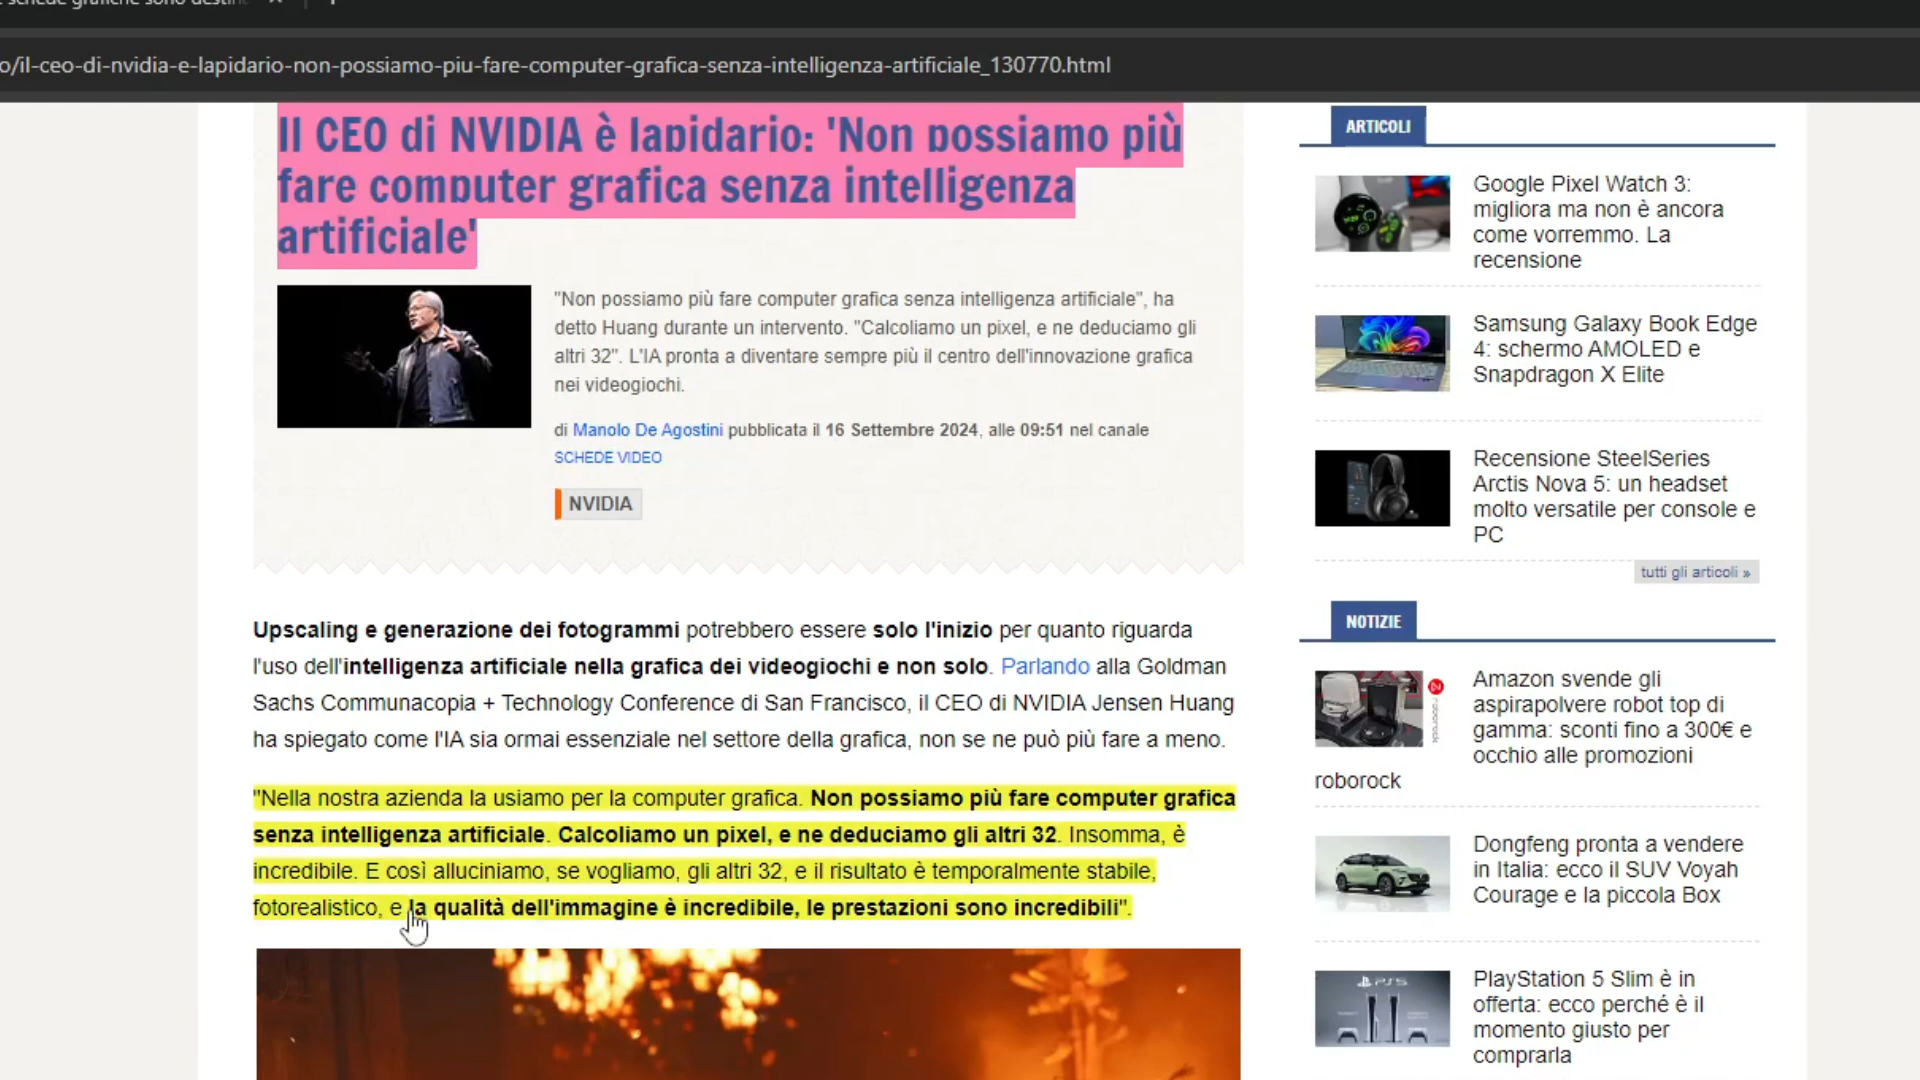 schede grafiche sono destin
o/il-ceo-di-nvidia-e-lapidario-non-possiamo-piu-fare-computer-grafica-senza-intelligenza-artificiale_130770.html
Il CEO di NVIDIA è lapidario: 'Non possiamo più
fare computer grafica senza intelligenza
artificiale'
"Non possiamo più fare computer grafica senza intelligenza artificiale", ha
detto Huang durante un intervento. "Calcoliamo un pixel, e ne deduciamo gli
altri 32". L'IA pronta a diventare sempre più il centro dell'innovazione grafica
nei videogiochi.
di Manolo De Agostini pubblicata il 16 Settembre 2024, alle 09:51 nel canale
SCHEDE VIDEO
NVIDIA
Upscaling e generazione dei fotogrammi potrebbero essere solo l'inizio per quanto riguarda
l'uso dell'intelligenza artificiale nella grafica dei videogiochi e non solo. Parlando alla Goldman
Sachs Communacopia + Technology Conference di San Francisco, il CEO di NVIDIA Jensen Huang
ha spiegato come l'IA sia ormai essenziale nel settore della grafica, non se ne può più fare a meno.
"Nella nostra azienda la usiamo per la computer grafica. Non possiamo più fare computer grafica
senza intelligenza artificiale. Calcoliamo un pixel, e ne deduciamo gli altri 32. Insomma, è
incredibile. E così alluciniamo, se vogliamo, gli altri 32, e il risultato è temporalmente stabile,
fotorealistico, e la qualità dell'immagine è incredibile, le prestazioni sono incredibili".
ARTICOLI
Google Pixel Watch 3:
migliora ma non è ancora
come vorremmo. La
recensione
Samsung Galaxy Book Edge
4: schermo AMOLED e
Snapdragon X Elite
Recensione SteelSeries
Arctis Nova 5: un headset
molto versatile per console e
PC
tutti gli articoli »
NOTIZIE
Amazon svende gli
aspirapolvere robot top di
gamma: sconti fino a 300€ e
occhio alle promozioni
roborock
roborock
Dongfeng pronta a vendere
in Italia: ecco il SUV Voyah
Courage e la piccola Box
PS5
PlayStation 5 Slim è in
offerta: ecco perché è il
momento giusto per
comprarla